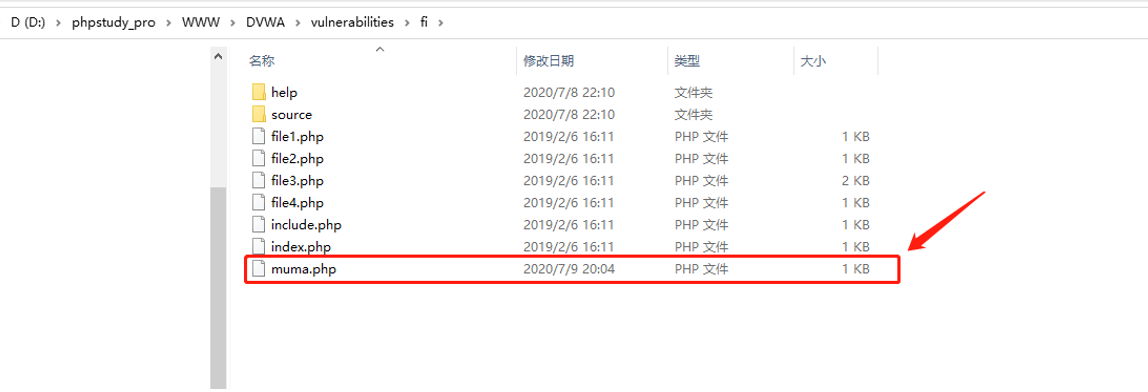 D (D:) › phpstudy_pro › WWW › DVWA › vulnerabilities › fi ›
名称 修改日期 类型 大小
help 2020/7/8 22:10 文件夹
source 2020/7/8 22:10 文件夹
file1.php 2019/2/6 16:11 PHP 文件 1 KB
file2.php 2019/2/6 16:11 PHP 文件 1 KB
file3.php 2019/2/6 16:11 PHP 文件 2 KB
file4.php 2019/2/6 16:11 PHP 文件 1 KB
include.php 2019/2/6 16:11 PHP 文件 1 KB
index.php 2019/2/6 16:11 PHP 文件 1 KB
muma.php 2020/7/9 20:04 PHP 文件 1 KB